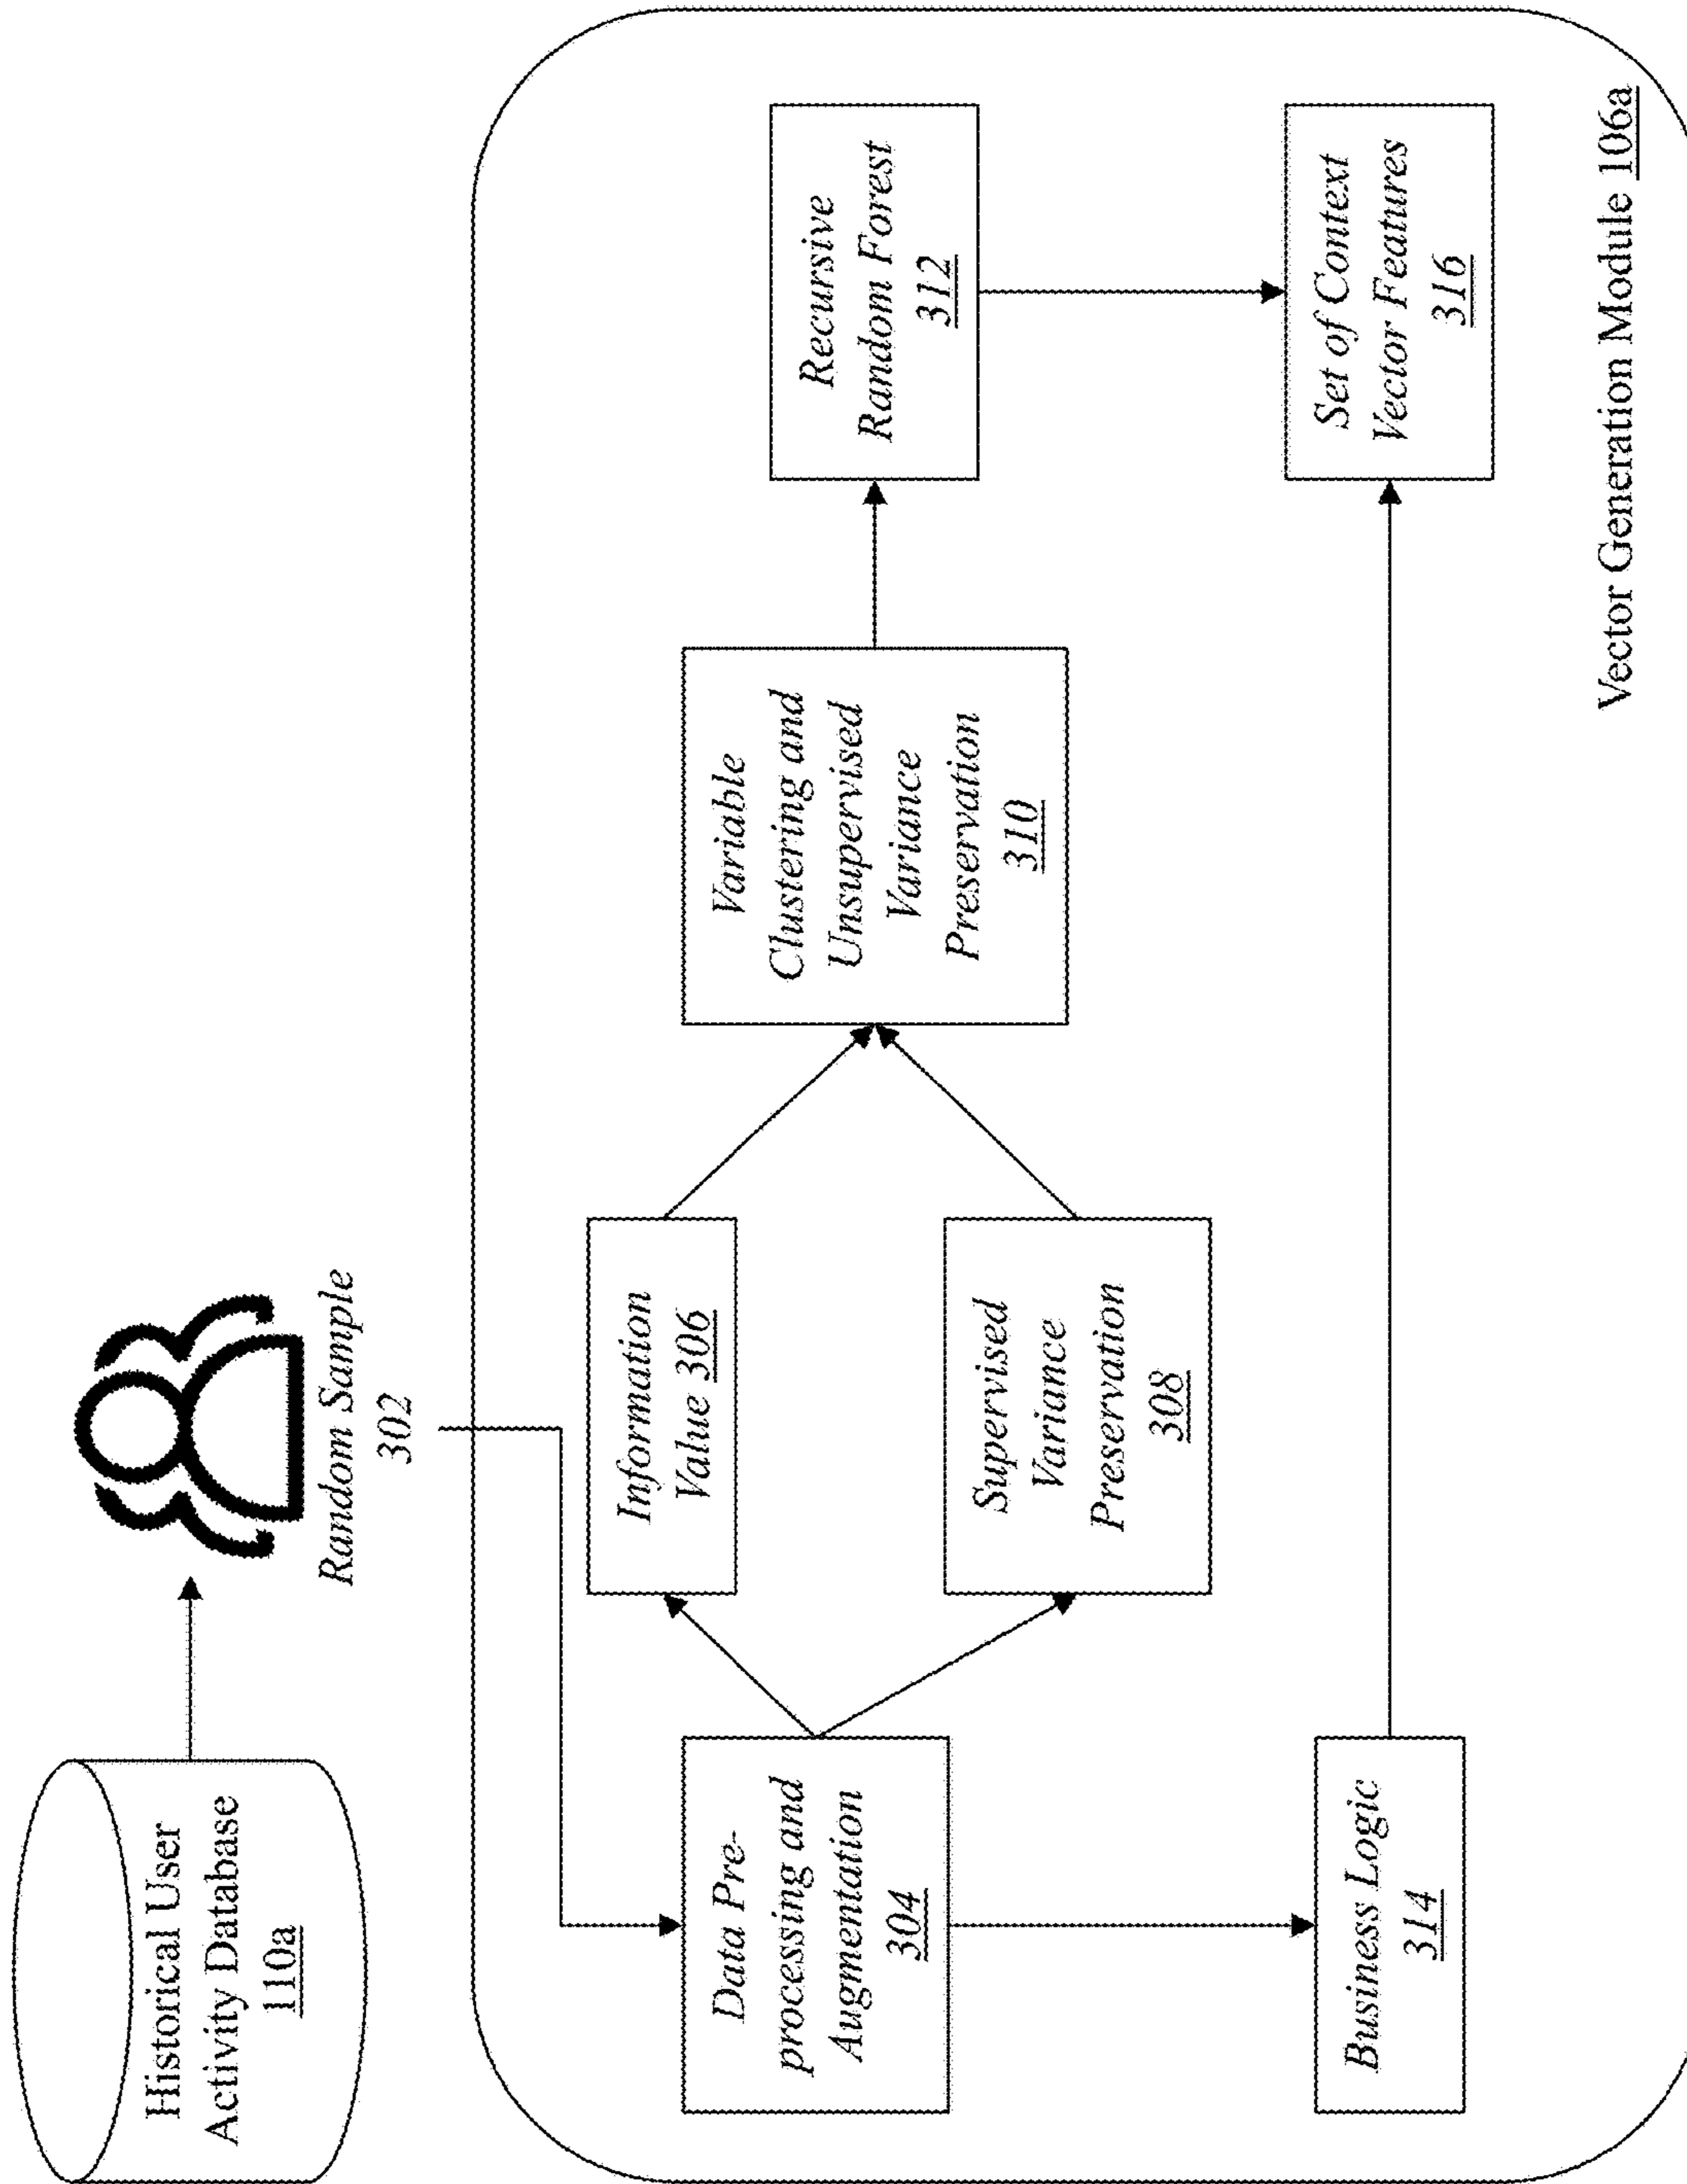 Historical User
Activity Database
110a
Random Sample
302
Data Pre-
processing and
Augmentation
304
Information
Value 306
Supervised
Variance
Preservation
308
Variable
Clustering and
Unsupervised
Variance
Preservation
310
Recursive
Random Forest
312
Business Logic
314
Set of Context
Vector Features
316
Vector Generation Module 106a